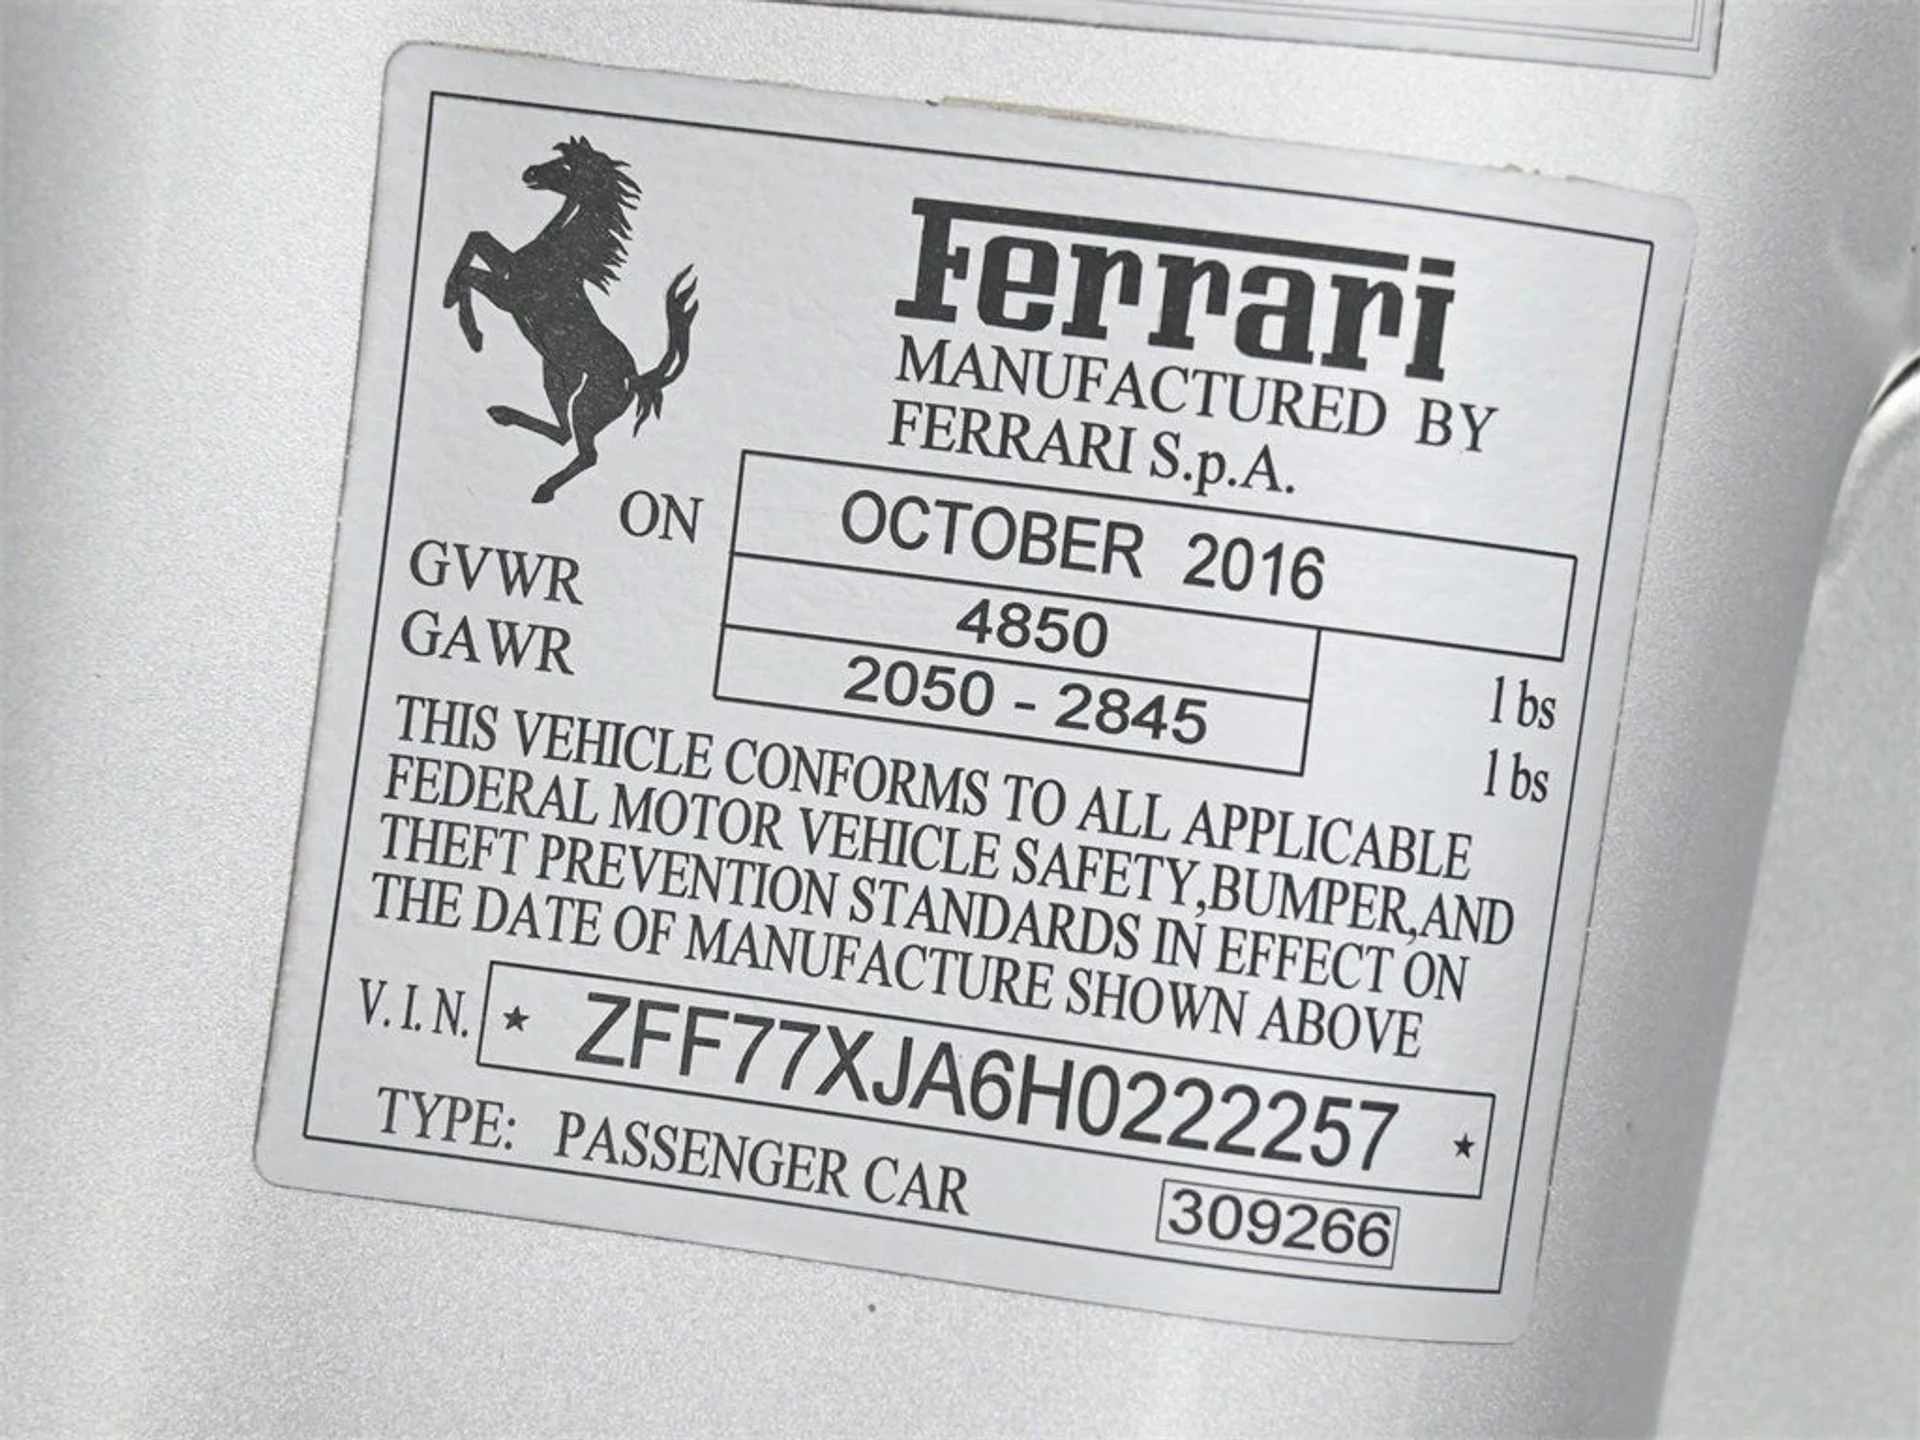 Ferrari
MANUFACTURED BY
FERRARI S.p.A.
ON OCTOBER 2016
GVWR 4850 lbs
GAWR 2050 - 2845 lbs
THIS VEHICLE CONFORMS TO ALL APPLICABLE
FEDERAL MOTOR VEHICLE SAFETY,BUMPER,AND
THEFT PREVENTION STANDARDS IN EFFECT ON
THE DATE OF MANUFACTURE SHOWN ABOVE
V.I.N. ★ ZFF77XJA6H0222257 ★
TYPE: PASSENGER CAR
309266